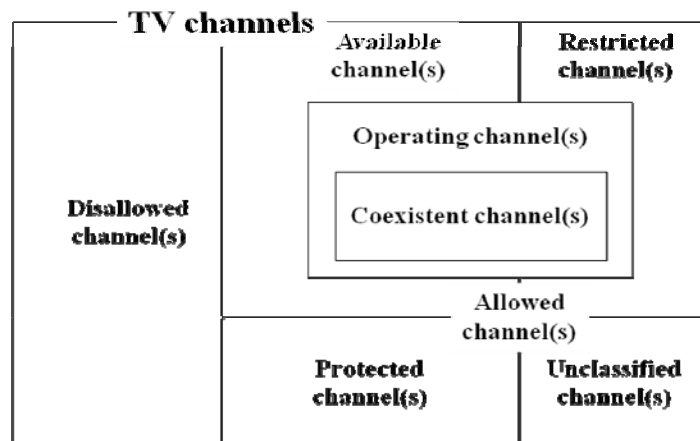 TV channels
Available
channel(s)
Restricted
channel(s)
Operating channel(s)
Disallowed
channel(s)
Coexistent channel(s)
Allowed
channel(s)
Protected
channel(s)
Unclassified
channel(s)